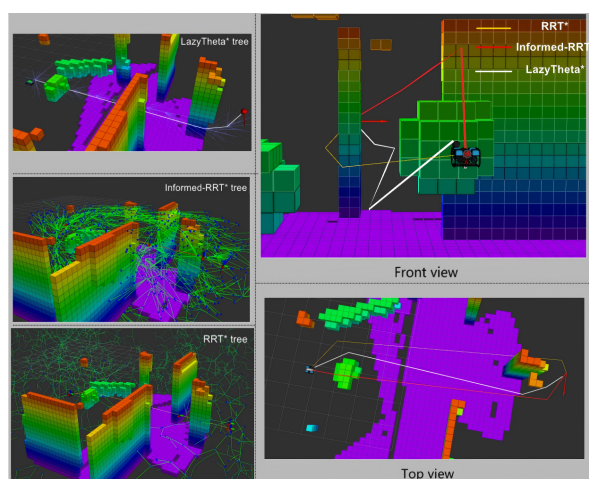 LazyTheta* tree
Informed-RRT* tree
RRT* tree
RRT*
Informed-RRT
LazyTheta*
Front view
Top view